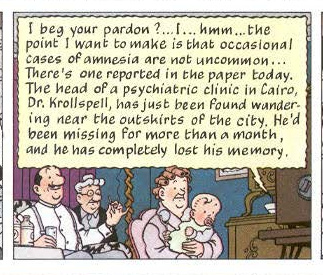 I beg your pardon?...I... hmm...the
point I want to make is that occasional
cases of amnesia are not uncommon...
There's one reported in the paper today.
The head of a psychiatric clinic in Cairo,
Dr. Krollspell, has just been found wander-
ing near the outshirts of the city. He'd
been missing for more than a month,
and he has completely lost his memory.